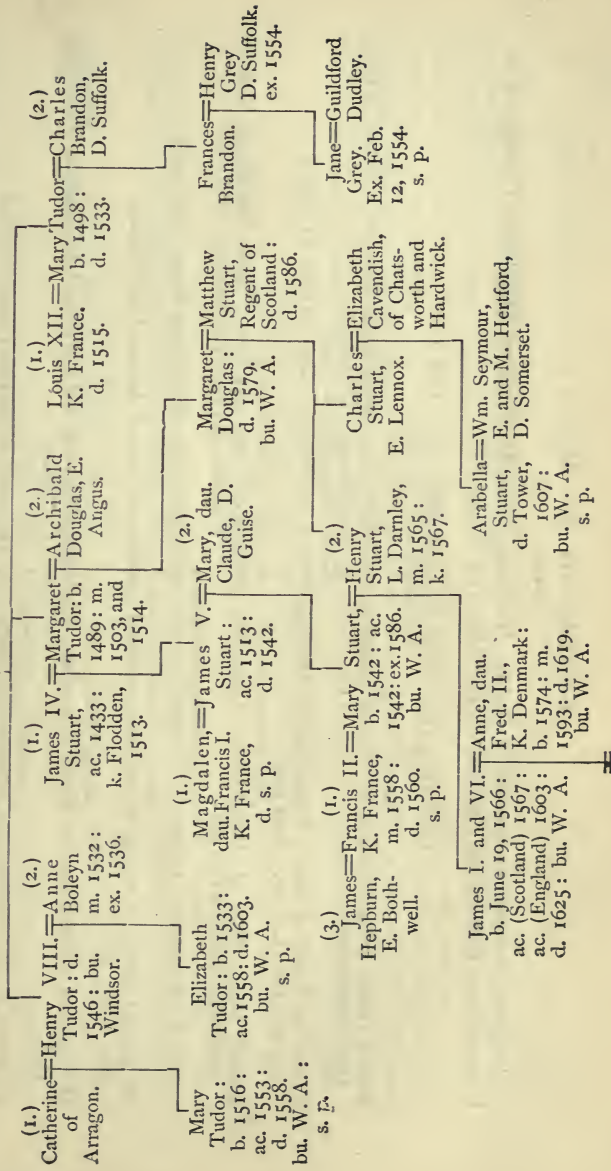 (1.)
Catherine=Henry VIII.=Anne
of
Arragon.
Tudor: d.
1546: bu.
Windsor.
(2.)
Boleyn
m. 1532:
ex. 1536.
(1.)
James IV.=Margaret=Archibald
Stuart,
ac. 1433:
k. Flodden,
1513.
Tudor: b.
1489: m.
1503, and
1514.
(2.)
Douglas, E.
Angus.
(1.)
Louis XII.=Mary Tudor=Charles
K. France.
d. 1515.
b. 1498:
d. 1533.
(2.)
Brandon,
D. Suffolk.
Mary
Tudor:
b. 1516:
ac. 1553:
d. 1558.
bu. W. A.:
s. p.
Elizabeth
Tudor: b. 1533:
ac. 1558: d. 1603.
bu. W. A.
s. p.
(1.)
Magdalen,=James V.=Mary, dau.
dau. Francis I.
K. France,
d. s. p.
Stuart:
ac. 1513:
d. 1542.
(2.)
Claude, D.
Guise.
Margaret=Matthew
Douglas:
d. 1579.
bu. W. A.
Stuart,
Regent of
Scotland:
d. 1586.
Frances=Henry
Brandon.
Grey
D. Suffolk.
ex. 1554.
(3.)
James=Francis II.=Mary Stuart,=Henry
Hepburn,
E. Both-
well.
(1.)
K. France,
m. 1558:
d. 1560.
s. p.
b. 1542: ac.
1542: ex. 1586.
bu. W. A.
(2.)
Stuart,
L. Darnley,
m. 1565:
k. 1567.
Charles=Elizabeth
Stuart,
E. Lennox.
Cavendish,
of Chats-
worth and
Hardwick.
Jane=Guildford
Grey.
Ex. Feb.
12, 1554.
s. p.
Dudley.
James I. and VI.=Anne, dau.
b. June 19, 1566:
ac. (Scotland) 1567:
ac. (England) 1603:
d. 1625: bu. W. A.
Fred. II.,
K. Denmark:
b. 1574: m.
1593: d. 1619.
bu. W. A.
Arabella=Wm. Seymour,
Stuart,
d. Tower,
1607:
bu. W. A.
s. p.
E. and M. Hertford,
D. Somerset.